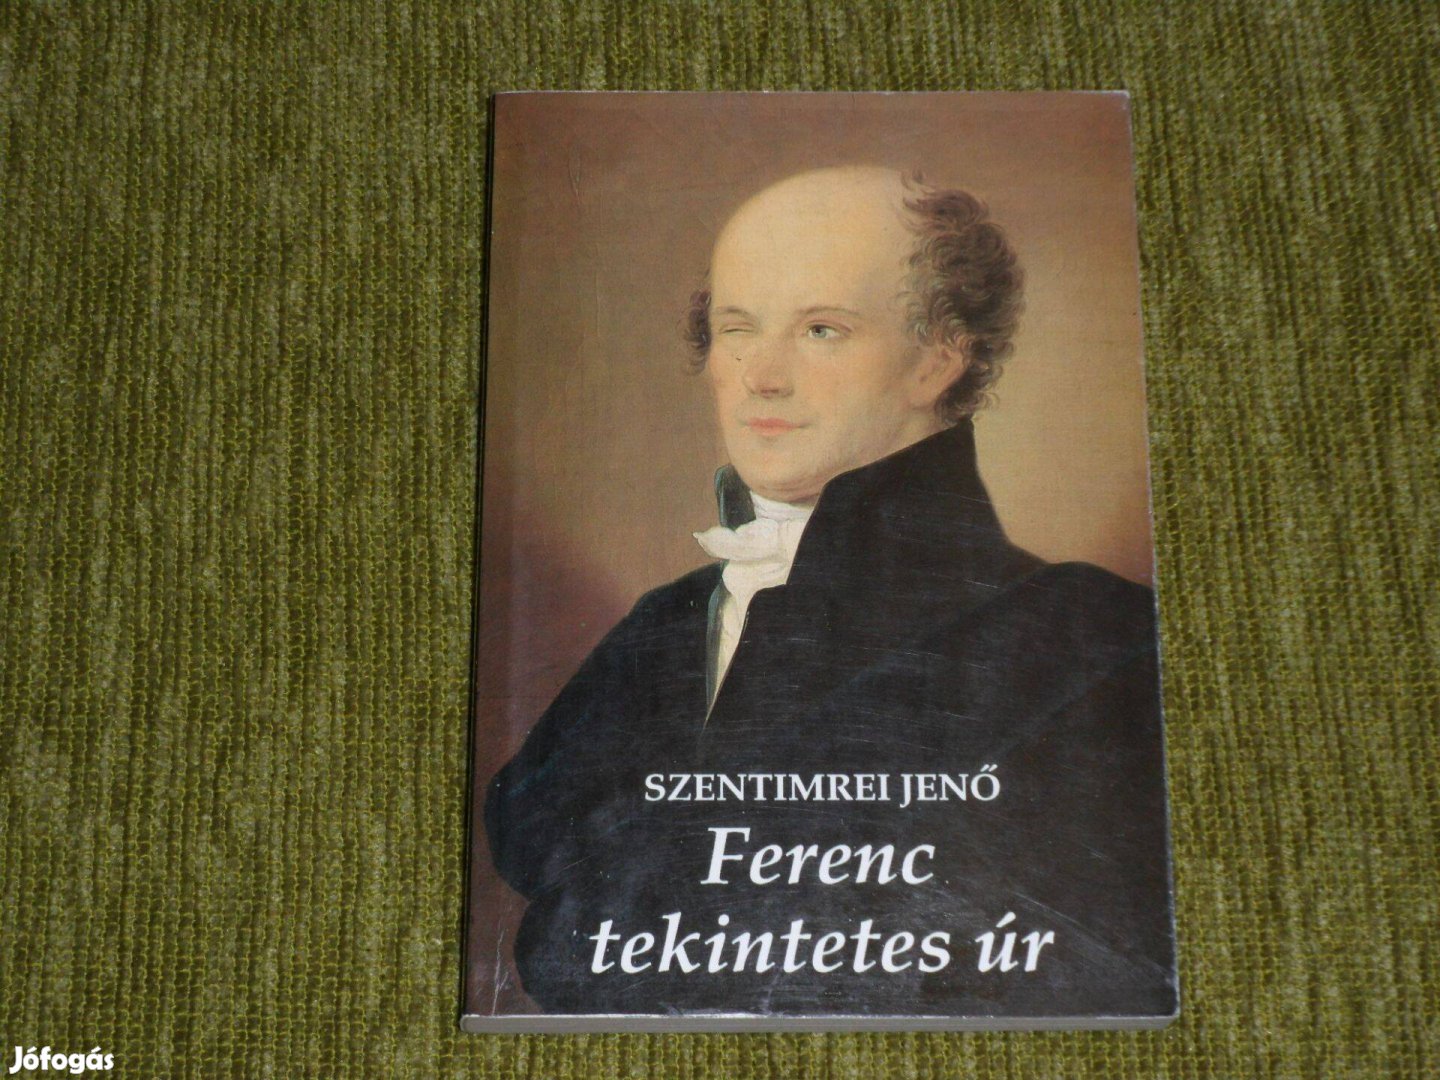 SZENTIMREI JENŐ
Ferenc
tekintetes úr
Jófogás